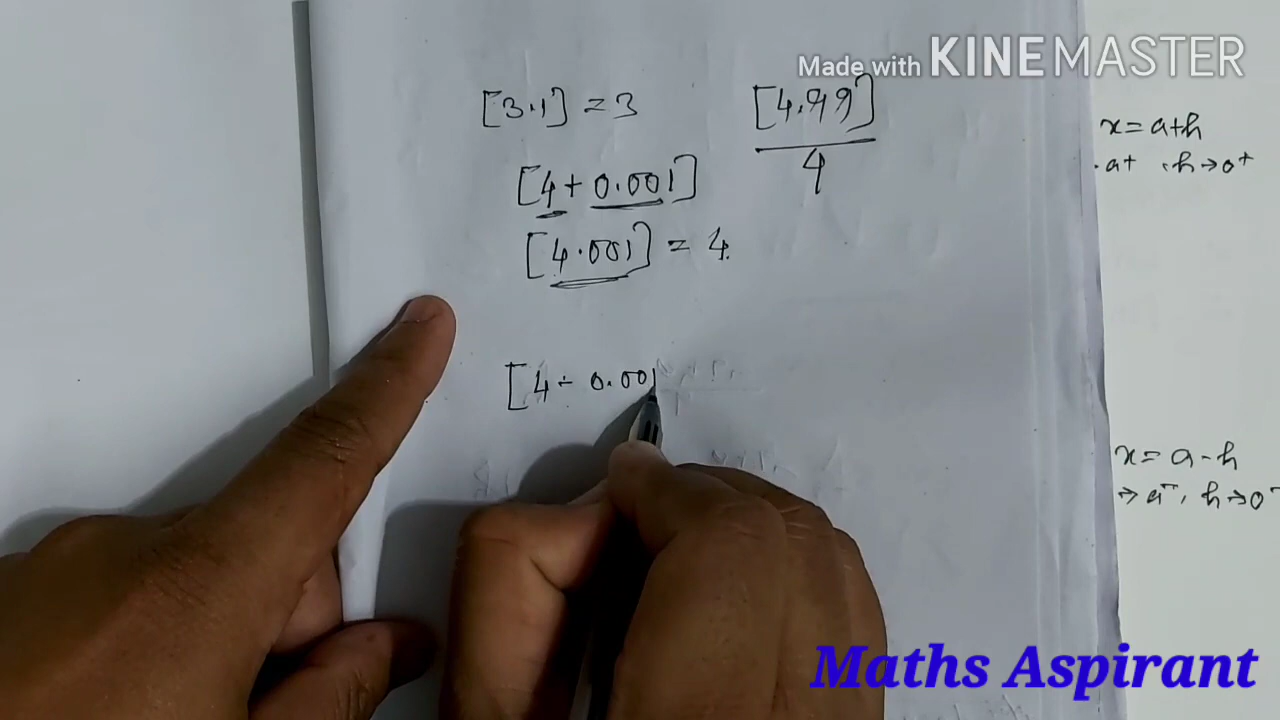 Made with KINEMASTER
[3.1] = 3
[4.99]
4
[4 + 0.001]
[4.001] = 4.
[4 - 0.001
x = a+h
a+ , h→0+
x = a-h
→ a- , h→0-
Maths Aspirant